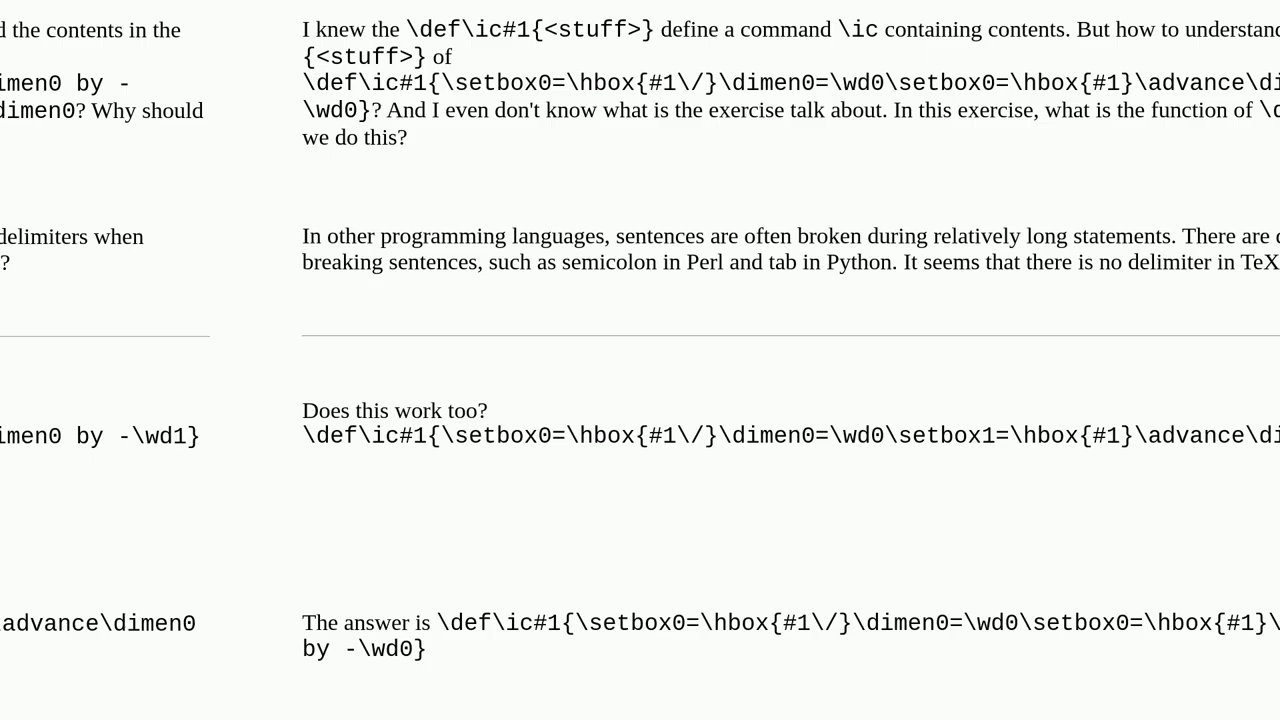 d the contents in the
imen0 by -
dimen0? Why should
delimiters when
?
imen0 by -\wd1}
advance\dimen0
I knew the \def\ic#1{<stuff>} define a command \ic containing contents. But how to understand
{<stuff>} of
\def\ic#1{\setbox0=\hbox{#1\/}\dimen0=\wd0\setbox0=\hbox{#1}\advance\di
\wd0}? And I even don't know what is the exercise talk about. In this exercise, what is the function of \d
we do this?
In other programming languages, sentences are often broken during relatively long statements. There are
breaking sentences, such as semicolon in Perl and tab in Python. It seems that there is no delimiter in TeX
Does this work too?
\def\ic#1{\setbox0=\hbox{#1\/}\dimen0=\wd0\setbox1=\hbox{#1}\advance\di
The answer is \def\ic#1{\setbox0=\hbox{#1\/}\dimen0=\wd0\setbox0=\hbox{#1}\
by -\wd0}